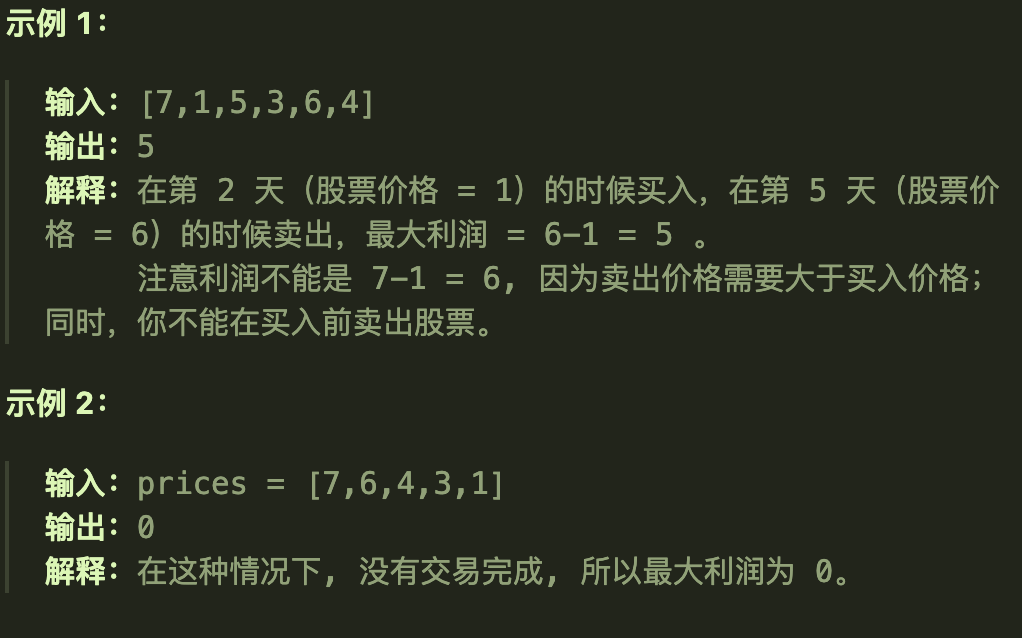 示例 1：
输入：[7,1,5,3,6,4]
输出：5
解释：在第 2 天（股票价格 = 1）的时候买入，在第 5 天（股票价
格 = 6）的时候卖出，最大利润 = 6-1 = 5 。
注意利润不能是 7-1 = 6, 因为卖出价格需要大于买入价格；
同时，你不能在买入前卖出股票。
示例 2：
输入：prices = [7,6,4,3,1]
输出：0
解释：在这种情况下, 没有交易完成, 所以最大利润为 0。